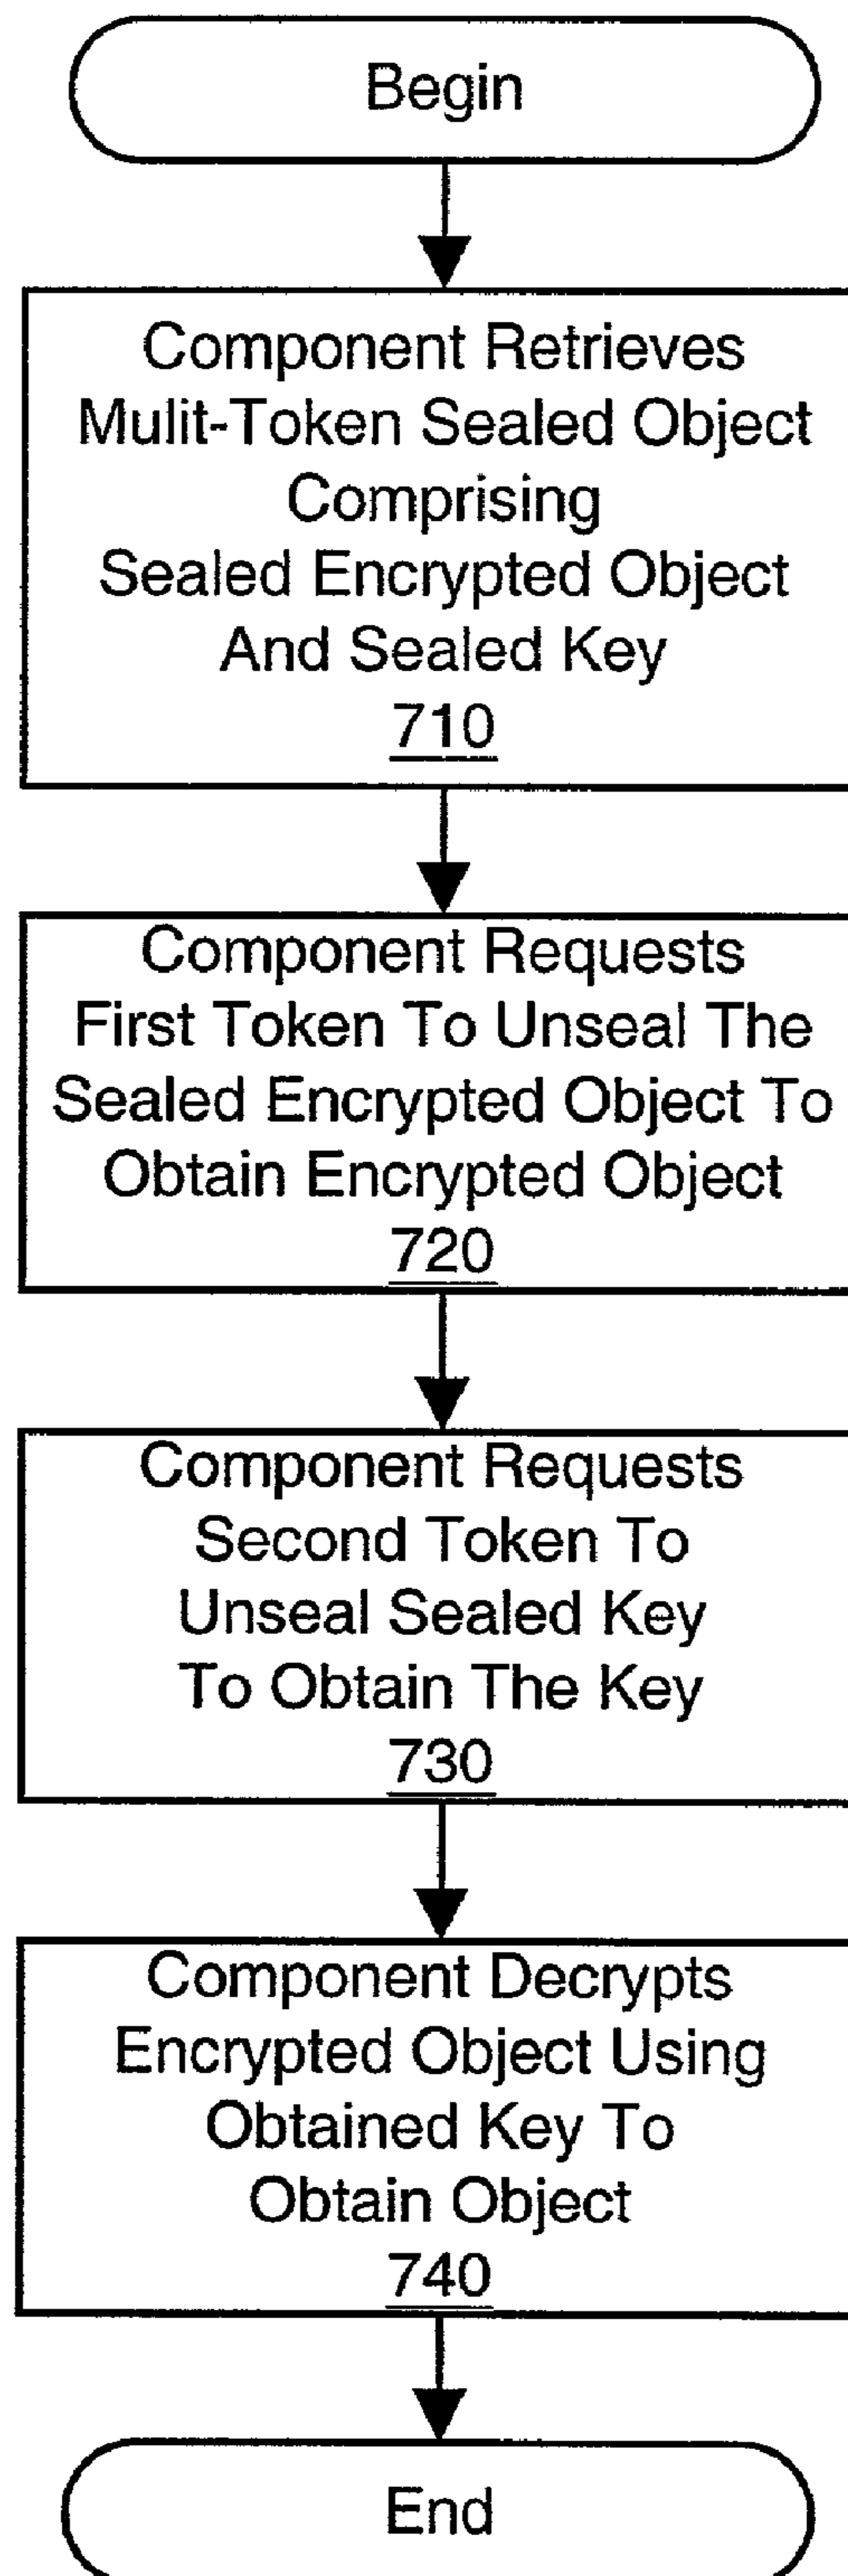 Begin
Component Retrieves
Mulit-Token Sealed Object
Comprising
Sealed Encrypted Object
And Sealed Key
710
Component Requests
First Token To Unseal The
Sealed Encrypted Object To
Obtain Encrypted Object
720
Component Requests
Second Token To
Unseal Sealed Key
To Obtain The Key
730
Component Decrypts
Encrypted Object Using
Obtained Key To
Obtain Object
740
End